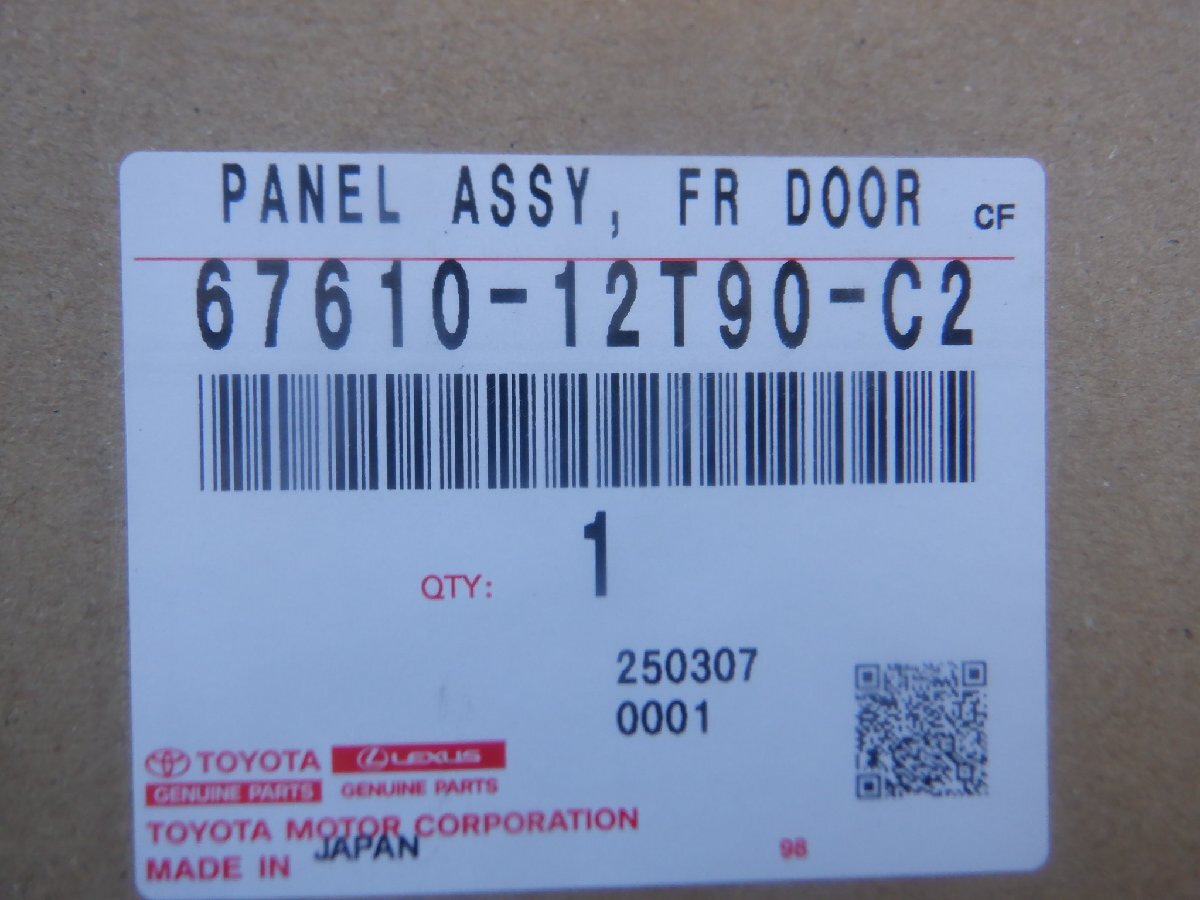 PANEL ASSY, FR DOOR CF
67610-12T90-C2
QTY: 1
250307
0001
TOYOTA LEXUS
GENUINE PARTS GENUINE PARTS
TOYOTA MOTOR CORPORATION
MADE IN JAPAN
98